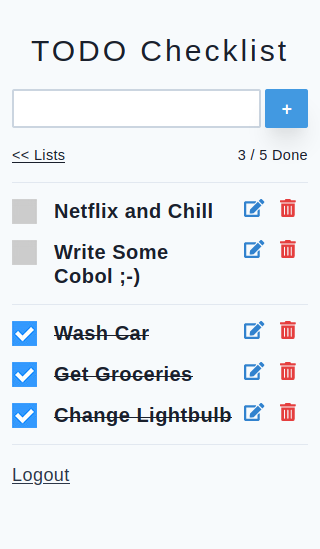 TODO Checklist
+
<< Lists
3 / 5 Done
Netflix and Chill
Write Some
Cobol ;-)
Wash Car
Get Groceries
Change Lightbulb
Logout